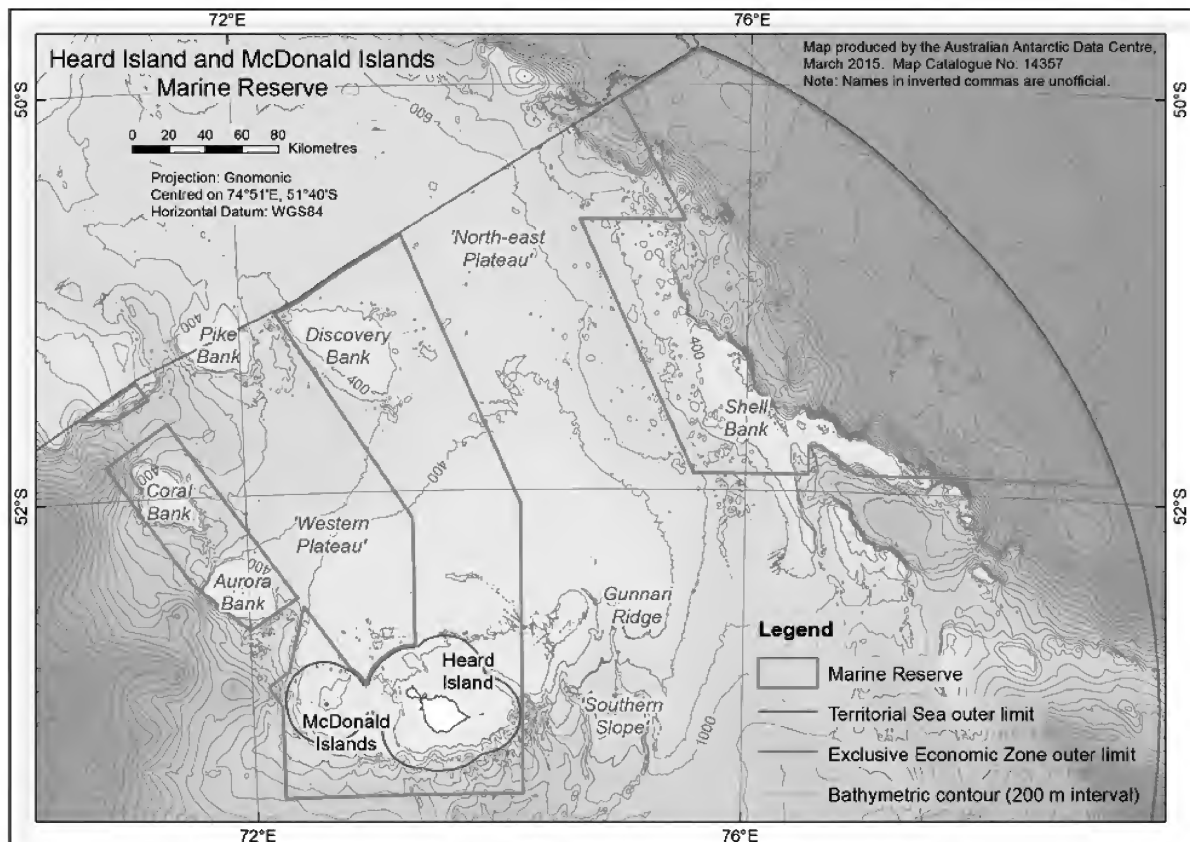 72°E
76°E
Heard Island and McDonald Islands
Marine Reserve
Map produced by the Australian Antarctic Data Centre,
March 2015. Map Catalogue No: 14357
Note: Names in inverted commas are unofficial.
50°S
50°S
600
0 20 40 60 80
Kilometres
Projection: Gnomonic
Centred on 74°51'E, 51°40'S
Horizontal Datum: WGS84
'North-east
Plateau'
400
Pike
Bank
Discovery
Bank
400
400
Shell
Bank
400
400
Coral
Bank
52°S
52°S
'Western
Plateau'
400
Aurora
Bank
Gunnari
Ridge
Heard
Island
McDonald
Islands
Southern
Slope
1000
Legend
Marine Reserve
Territorial Sea outer limit
Exclusive Economic Zone outer limit
Bathymetric contour (200 m interval)
72°E
76°E